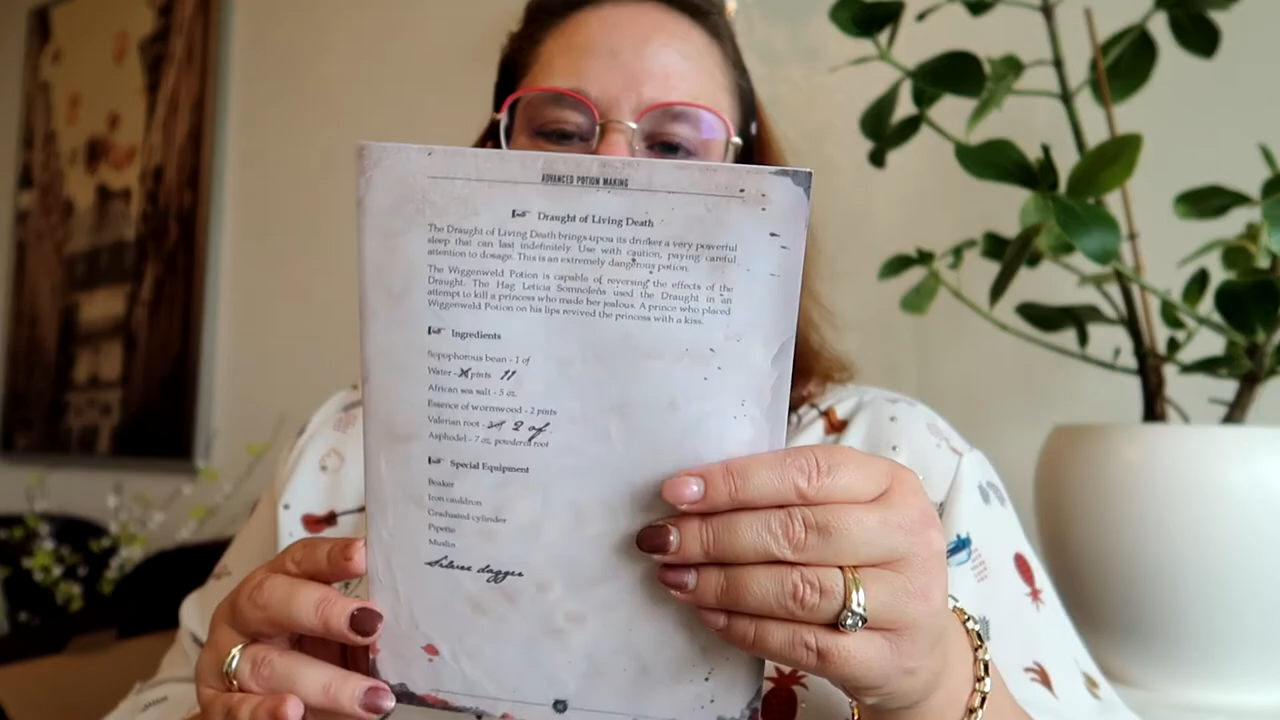 ADVANCED POTION MAKING
Draught of Living Death
The Draught of Living Death brings upon its drinker a very powerful
sleep that can last indefinitely. Use with caution, paying careful
attention to dosage. This is an extremely dangerous potion.
The Wiggenweld Potion is capable of reversing the effects of the
Draught. The Hag Leticia Somnolens used the Draught in an
attempt to kill a princess who made her jealous. A prince who placed
Wiggenweld Potion on his lips revived the princess with a kiss.
Ingredients
Sopophorous bean - 1 of
Water - pints 11
African sea salt - 5 oz.
Essence of wormwood - 2 pints
Valerian root - 2 of
Asphodel - 7 oz. powdered root
Special Equipment
Beaker
Iron cauldron
Graduated cylinder
Pipette
Muslin
Silver dagger